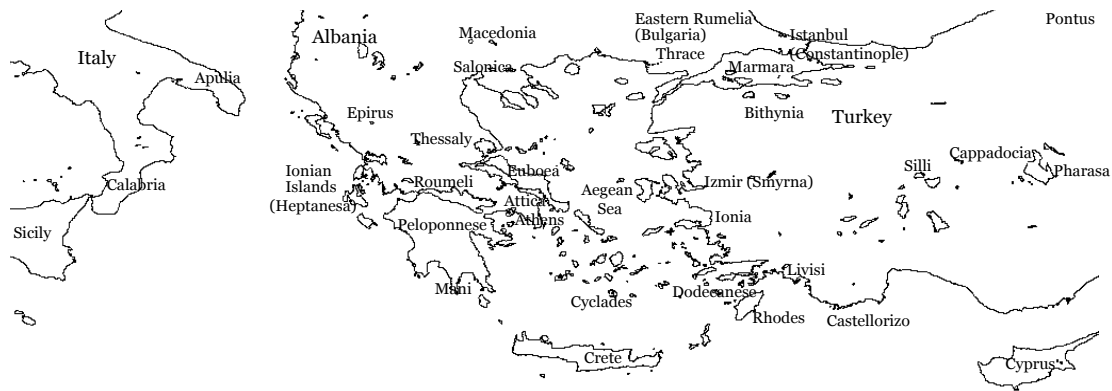 Eastern Rumelia
(Bulgaria)
Pontus
Albania
Macedonia
Istanbul
(Constantinople)
Italy
Thrace
Marmara
Apulia
Salonica
Epirus
Bithynia
Turkey
Thessaly
Cappadocia
Silli
Pharasa
Ionian
Islands
(Heptanesa)
Roumeli
Euboea
Calabria
Aegean
Sea
Izmir (Smyrna)
Attica
Athens
Ionia
Peloponnese
Sicily
Livisi
Mani
Cyclades
Dodecanese
Rhodes
Castellorizo
Crete
Cyprus